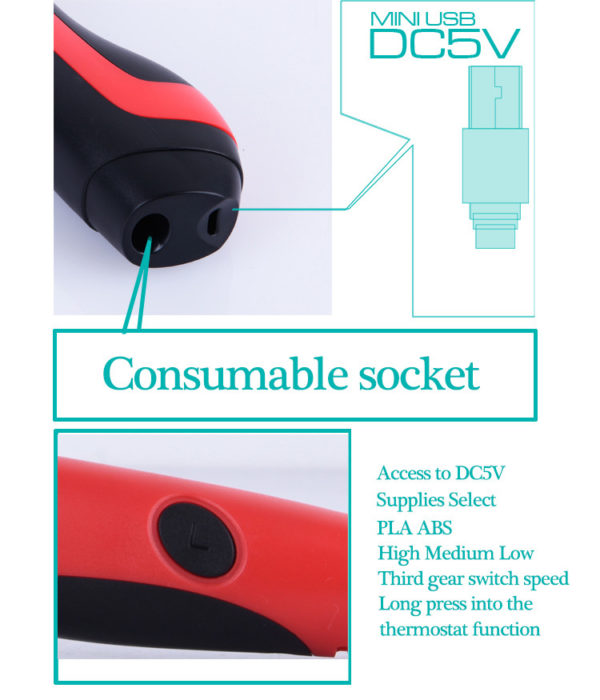 MINI USB
DC5V
Consumable socket
Access to DC5V
Supplies Select
PLA ABS
High Medium Low
Third gear switch speed
Long press into the
thermostat function